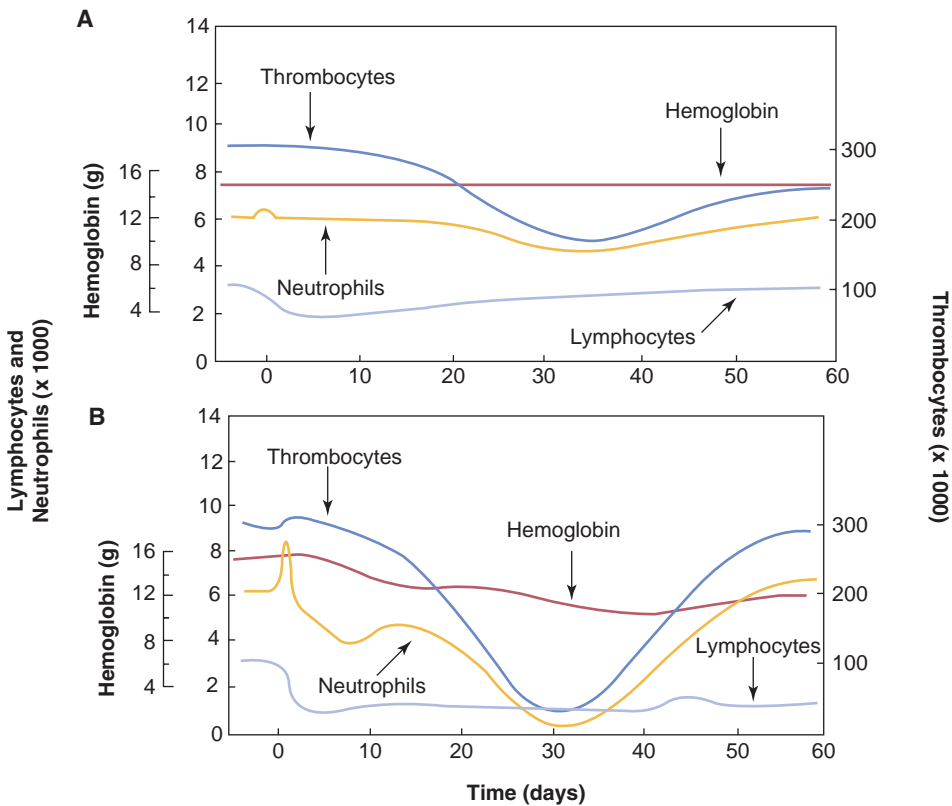 A
14
12
10
8
6
4
2
0
Hemoglobin (g)
16
12
8
4
Thrombocytes
Hemoglobin
Neutrophils
Lymphocytes
300
200
100
0 10 20 30 40 50 60
Lymphocytes and
Neutrophils (x 1000)
Thrombocytes (x 1000)
B
14
12
10
8
6
4
2
0
Hemoglobin (g)
16
12
8
4
Thrombocytes
Hemoglobin
Neutrophils
Lymphocytes
300
200
100
0 10 20 30 40 50 60
Time (days)